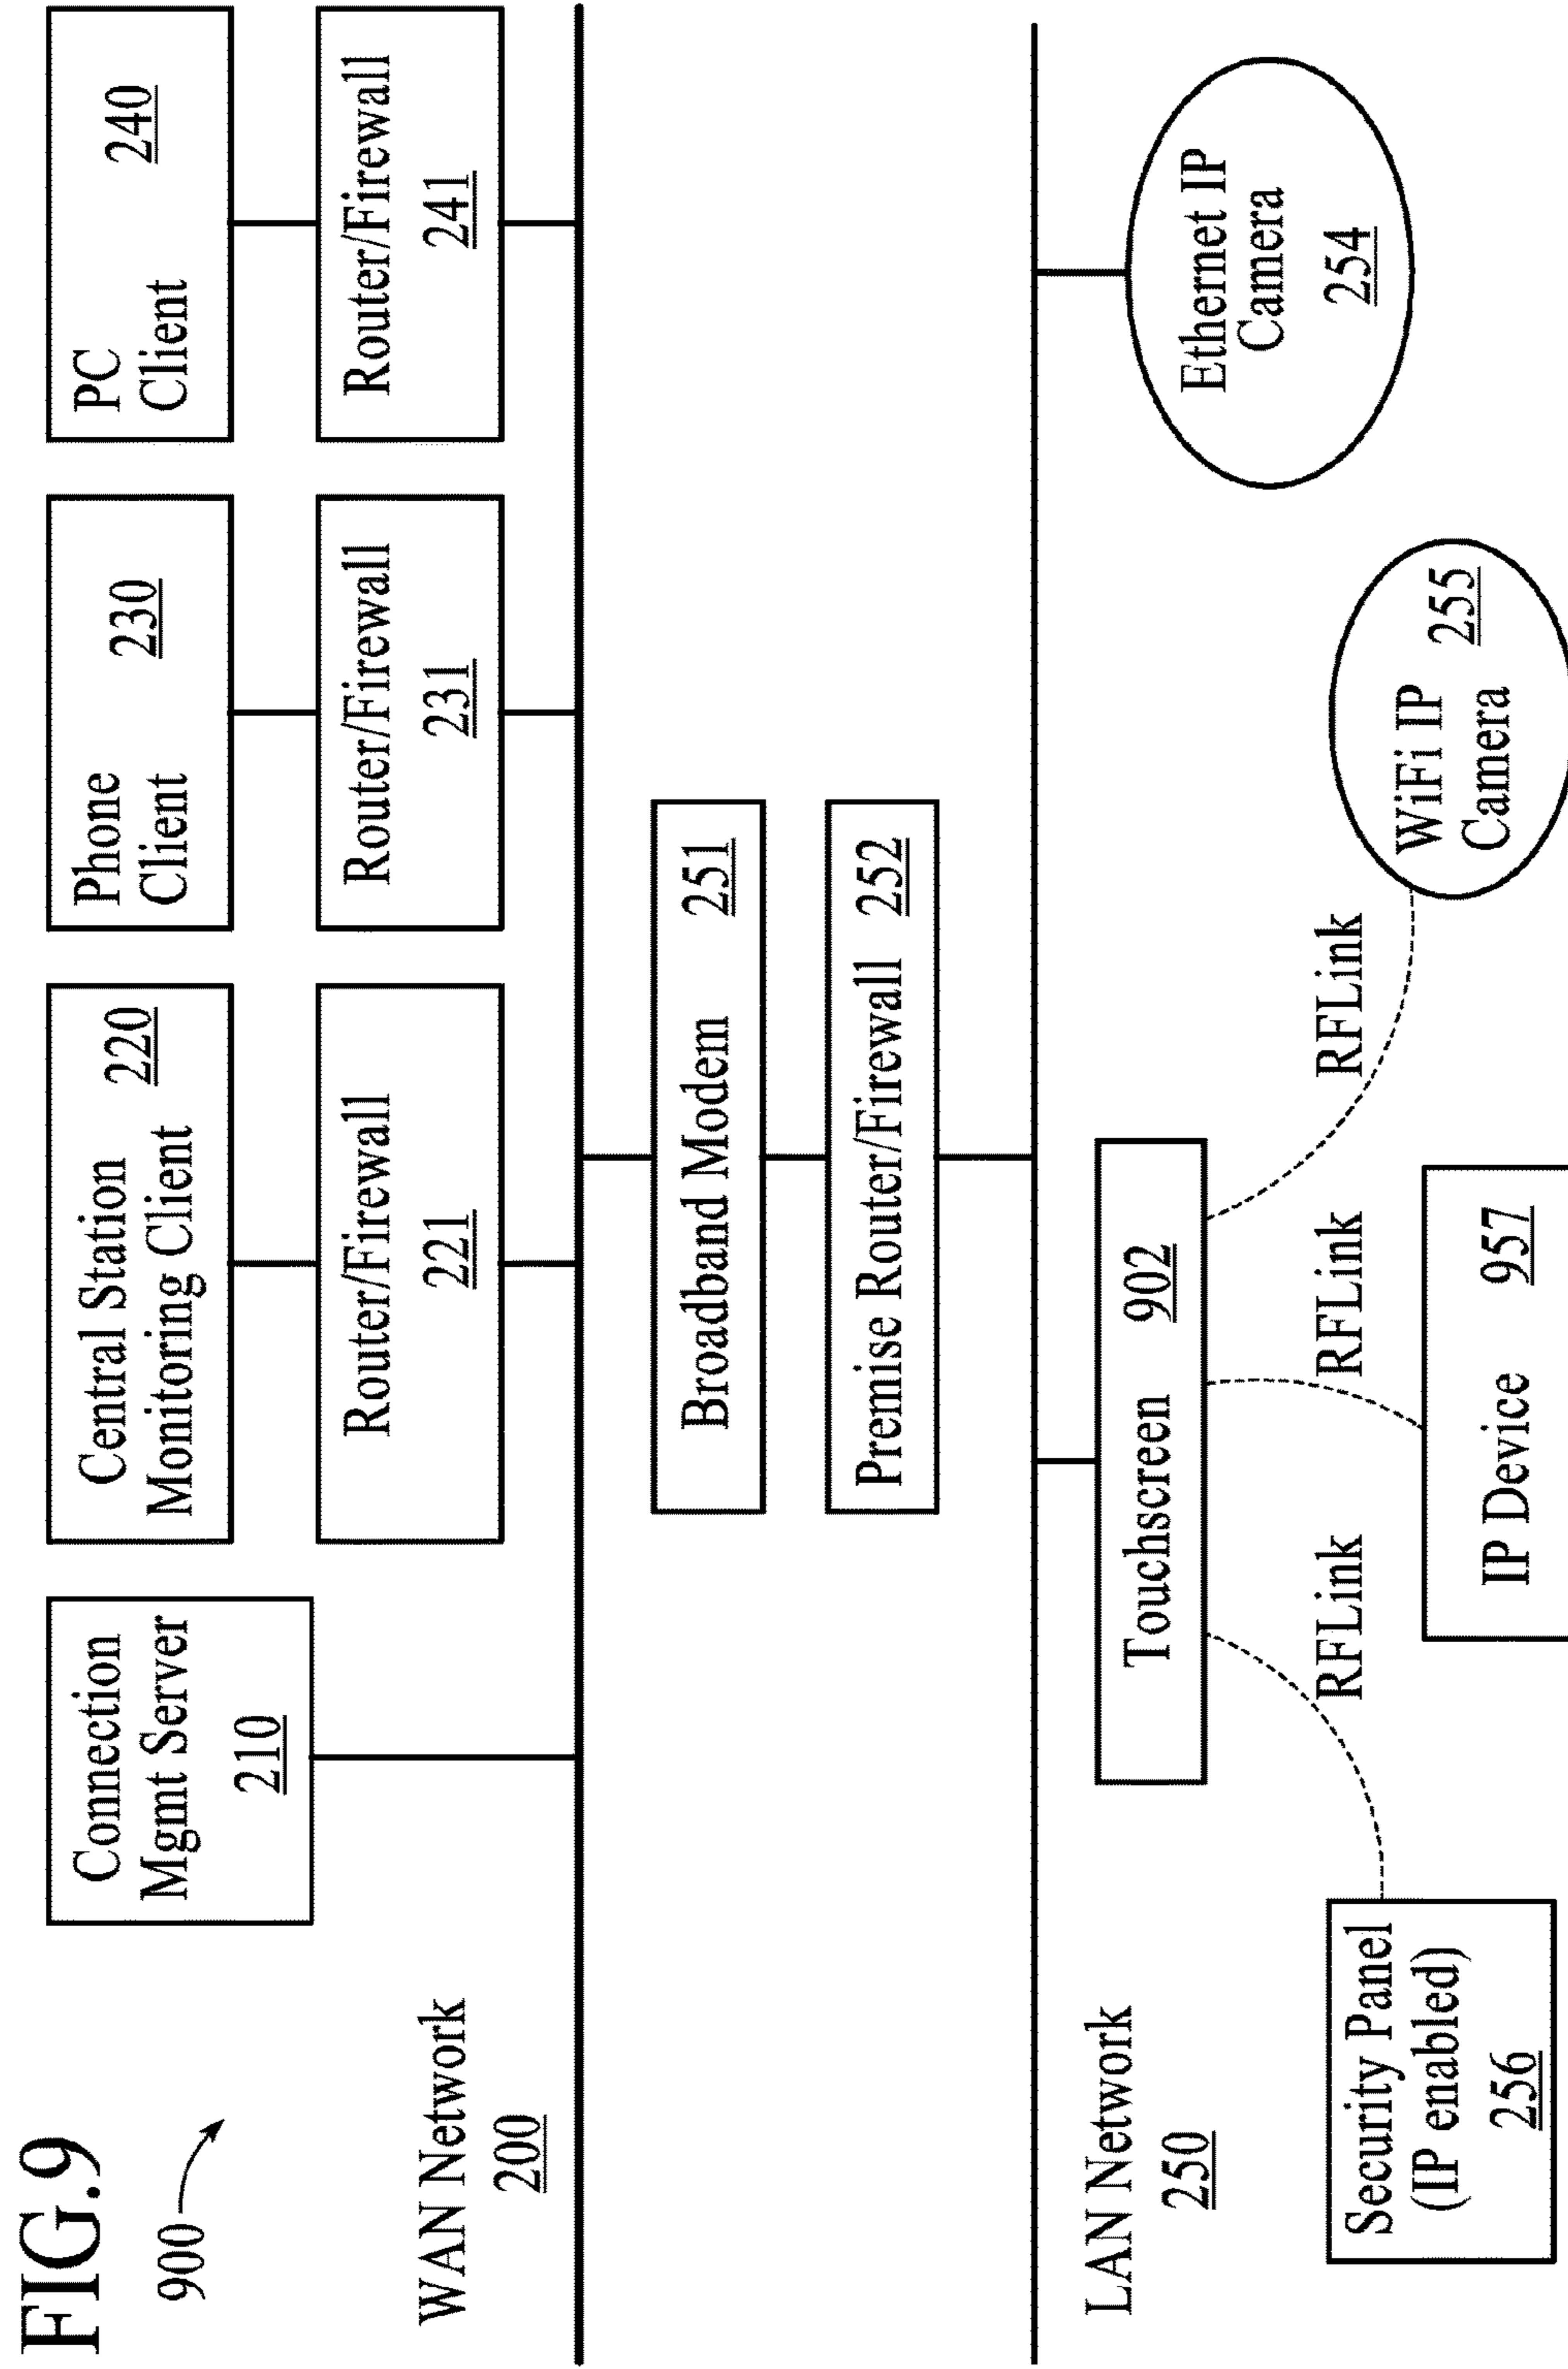 FIG.9
900
Connection
Mgmt Server
210
Central Station
Monitoring Client
220
Phone
Client
230
PC
Client
240
Router/Firewall
221
Router/Firewall
231
Router/Firewall
241
WAN Network
200
Broadband Modem 251
Premise Router/Firewall 252
LAN Network
250
Touchscreen 902
Ethernet IP
Camera
254
RFLink
RFLink
RFLink
Security Panel
(IP enabled)
256
IP Device 957
WiFi IP
Camera
255